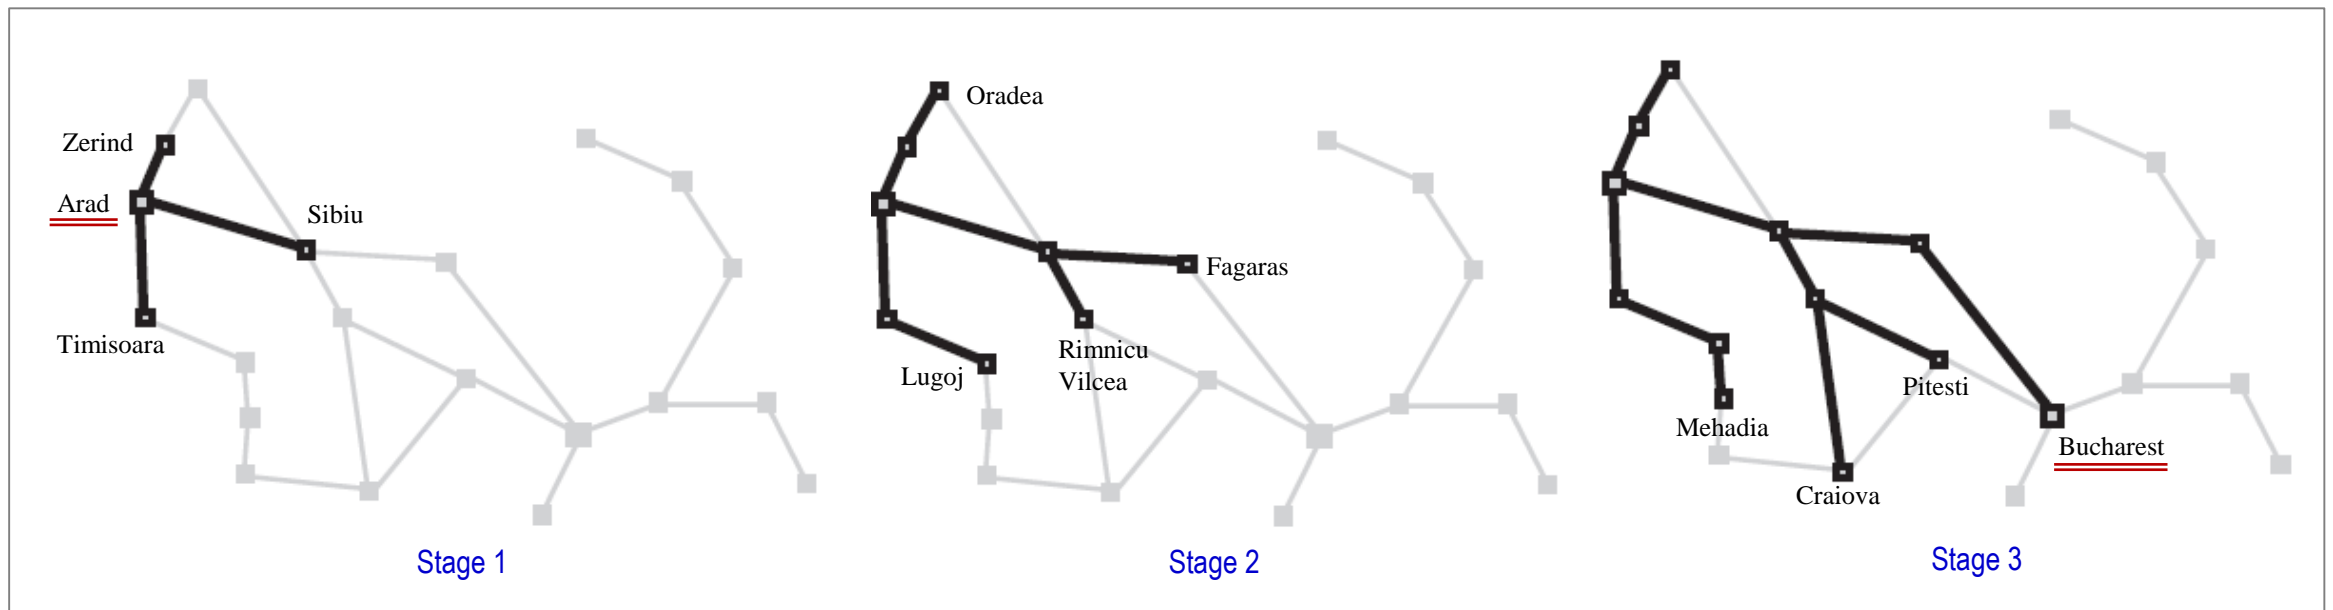 Zerind
Arad
Sibiu
Timisoara
Stage 1
Oradea
Fagaras
Rimnicu
Vilcea
Lugoj
Stage 2
Pitesti
Mehadia
Bucharest
Craiova
Stage 3